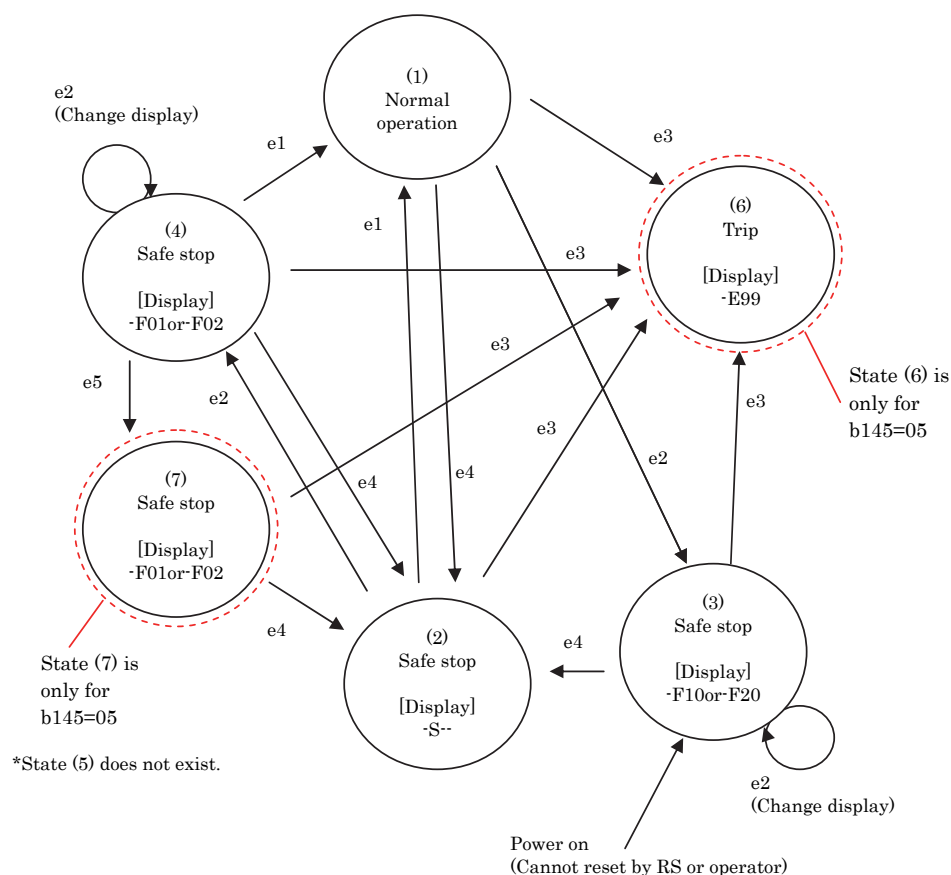 (1)
Normal
operation
e2
(Change display)
e1
e3
(4)
Safe stop
[Display]
-F01or-F02
e1
e3
(6)
Trip
[Display]
-E99
e3
e5
e2
e4
e3
e4
e2
e3
State (6) is
only for
b145=05
(7)
Safe stop
[Display]
-F01or-F02
e4
(2)
Safe stop
[Display]
-S--
e4
(3)
Safe stop
[Display]
-F10or-F20
State (7) is
only for
b145=05
*State (5) does not exist.
e2
(Change display)
Power on
(Cannot reset by RS or operator)